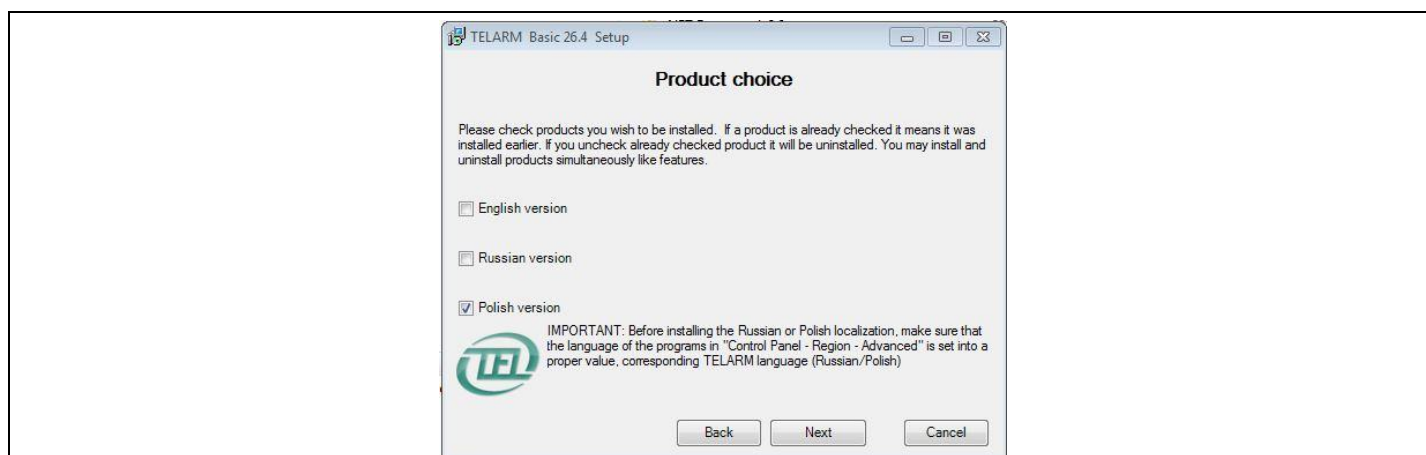 TELARM Basic 26.4 Setup
Product choice
Please check products you wish to be installed. If a product is already checked it means it was
installed earlier. If you uncheck already checked product it will be uninstalled. You may install and
uninstall products simultaneously like features.
English version
Russian version
Polish version
IMPORTANT: Before installing the Russian or Polish localization, make sure that
the language of the programs in "Control Panel - Region - Advanced" is set into a
proper value, corresponding TELARM language (Russian/Polish)
TEL
Back Next Cancel